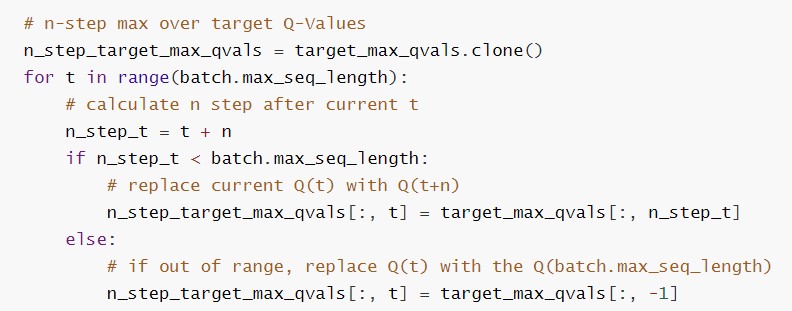 # n-step max over target Q-Values
n_step_target_max_qvals = target_max_qvals.clone()
for t in range(batch.max_seq_length):
    # calculate n step after current t
    n_step_t = t + n
    if n_step_t < batch.max_seq_length:
        # replace current Q(t) with Q(t+n)
        n_step_target_max_qvals[:, t] = target_max_qvals[:, n_step_t]
    else:
        # if out of range, replace Q(t) with the Q(batch.max_seq_length)
        n_step_target_max_qvals[:, t] = target_max_qvals[:, -1]